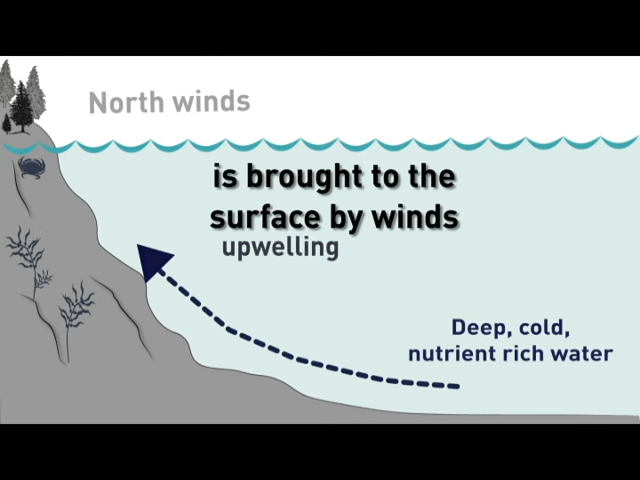 North winds
is brought to the
surface by winds
upwelling
Deep, cold,
nutrient rich water